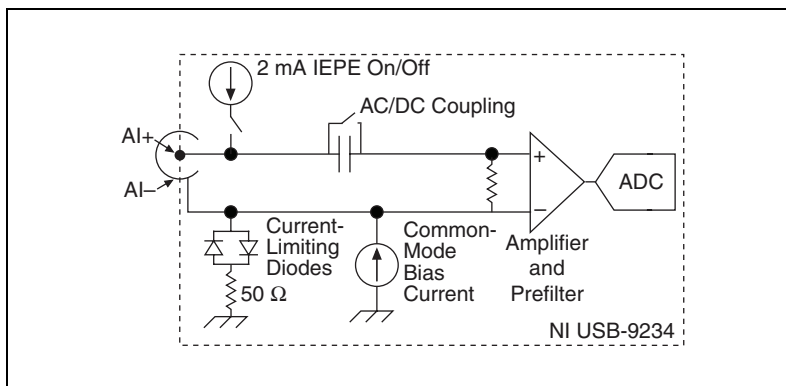 2 mA IEPE On/Off
AC/DC Coupling
AI+
AI–
+
–
ADC
Current-
Limiting
Diodes
50 Ω
Common-
Mode
Bias
Current
Amplifier
and
Prefilter
NI USB-9234